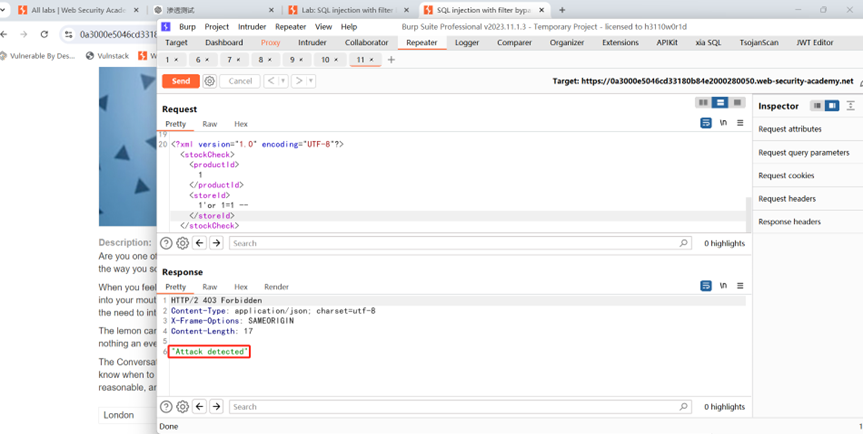 All labs | Web Security Acade
渗透测试
Lab: SQL injection with filter
SQL injection with filter bypa
0a3000e5046cd3318
Vulnerable By Des...
Vulnstack
W
Description:
Are you one of
the way you so
When you feel
into your mout
the need to int
The lemon can
nothing an eve
The Conversat
know when to
reasonable, an
London
Burp Project Intruder Repeater View Help
Burp Suite Professional v2023.11.1.3 - Temporary Project - licensed to h3110w0r1d
Target Dashboard Proxy Intruder Collaborator Repeater Logger Comparer Organizer Extensions APIKit xia SQL TsojanScan JWT Editor
1 × 6 × 7 × 8 × 9 × 10 × 11 × +
Send Cancel < >
Target: https://0a3000e5046cd33180b84e2000280050.web-security-academy.net
Request
Pretty Raw Hex
\n
19
20 <?xml version="1.0" encoding="UTF-8"?>
<stockCheck>
<productId>
1
</productId>
<storeId>
1'or 1=1 --
</storeId>
</stockCheck>
Search
0 highlights
Response
Pretty Raw Hex Render
\n
1 HTTP/2 403 Forbidden
2 Content-Type: application/json; charset=utf-8
3 X-Frame-Options: SAMEORIGIN
4 Content-Length: 17
5
6 "Attack detected"
Search
0 highlights
Done
Inspector
Request attributes
Request query parameters
Request cookies
Request headers
Response headers